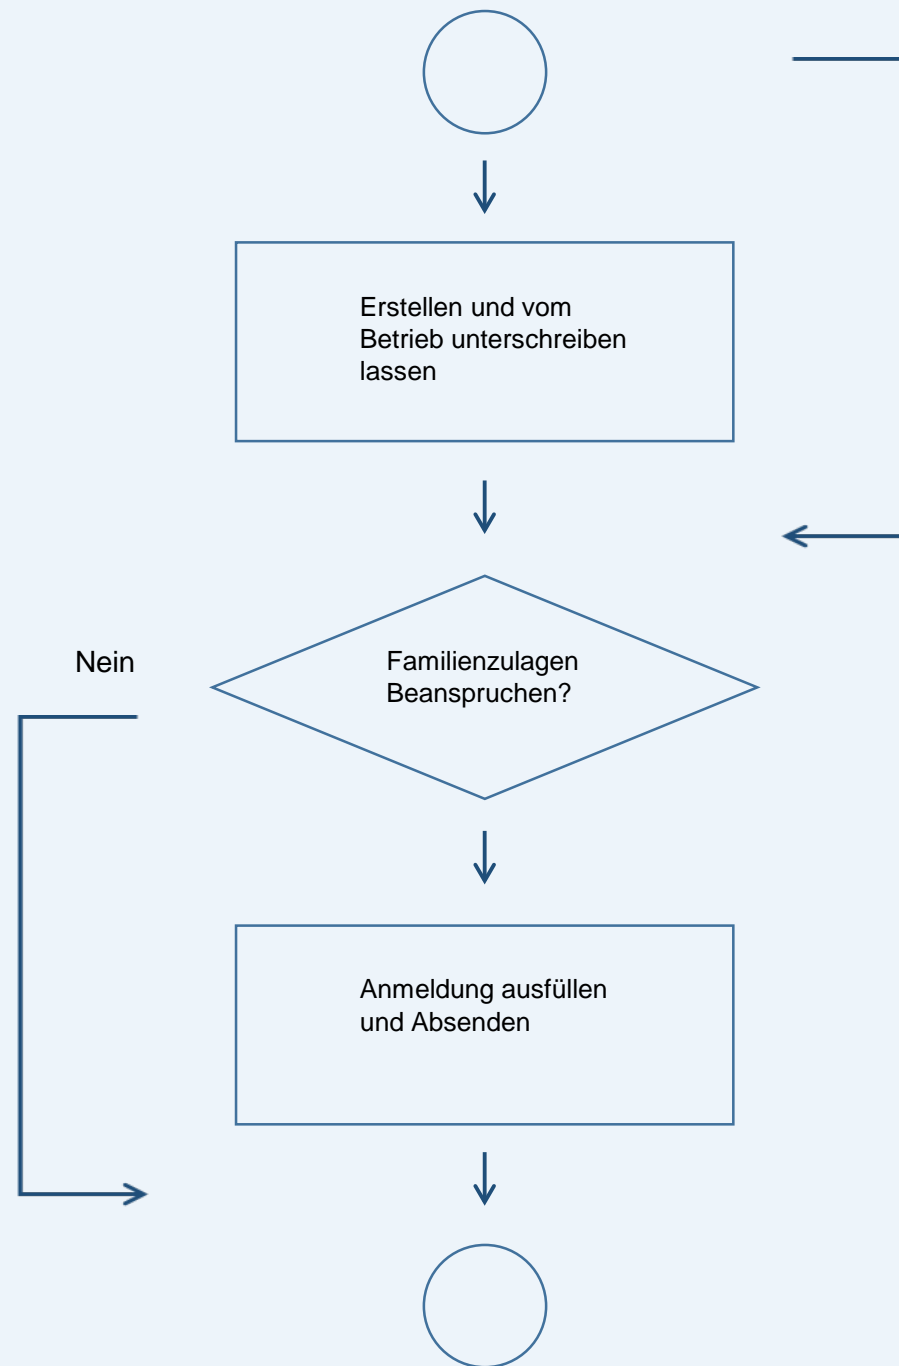 Erstellen und vom
Betrieb unterschreiben
lassen
Nein
Familienzulagen
Beanspruchen?
Anmeldung ausfüllen
und Absenden